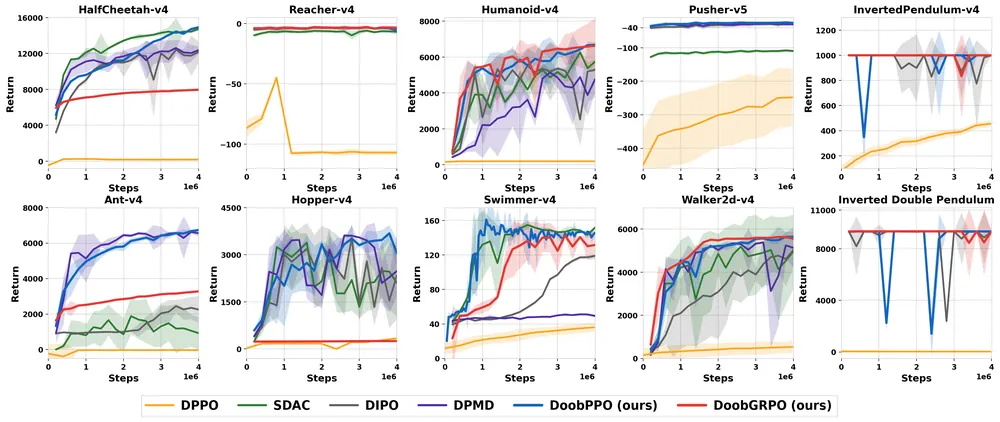 HalfCheetah-v4
Return
16000
12000
8000
4000
0
0
1
2
3
4
Steps
1e6
Reacher-v4
Return
0
−50
−100
0
1
2
3
4
Steps
1e6
Humanoid-v4
Return
8000
6000
4000
2000
0
0
1
2
3
4
Steps
1e6
Pusher-v5
Return
−40
−100
−200
−300
−400
0
1
2
3
4
Steps
1e6
InvertedPendulum-v4
Return
1200
1000
800
600
400
200
0
1
2
3
4
Steps
1e6
Ant-v4
Return
8000
6000
4000
2000
0
0
1
2
3
4
Steps
1e6
Hopper-v4
Return
4500
3000
1500
0
0
1
2
3
4
Steps
1e6
Swimmer-v4
Return
160
120
80
40
0
0
1
2
3
4
Steps
1e6
Walker2d-v4
Return
6000
4000
2000
0
0
1
2
3
4
Steps
1e6
Inverted Double Pendulum
Return
11000
8000
4000
0
0
1
2
3
4
Steps
1e6
DPPO
SDAC
DIPO
DPMD
DoobPPO (ours)
DoobGRPO (ours)